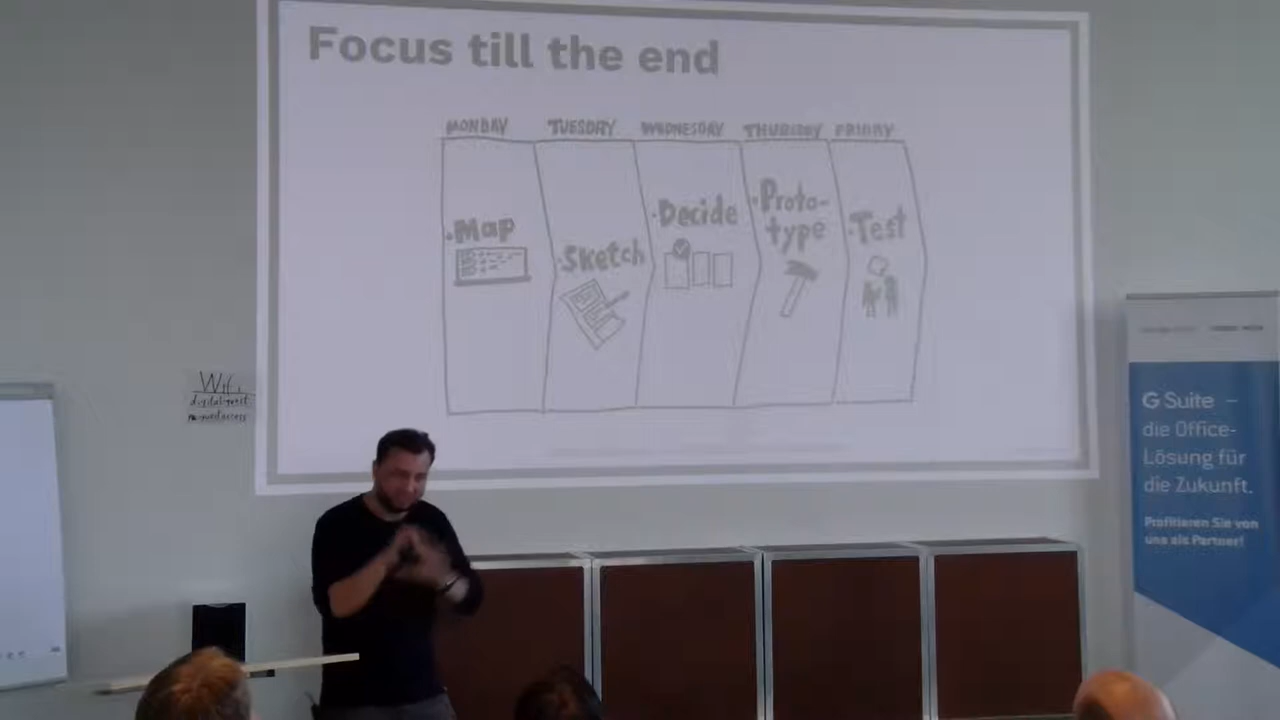 Focus till the end
MONDAY TUESDAY WEDNESDAY THURSDAY FRIDAY
·Map
·Sketch
·Decide
·Proto-
type
·Test
Wifi
G Suite –
die Office-
Lösung für
die Zukunft.
Profitieren Sie von
uns als Partner!